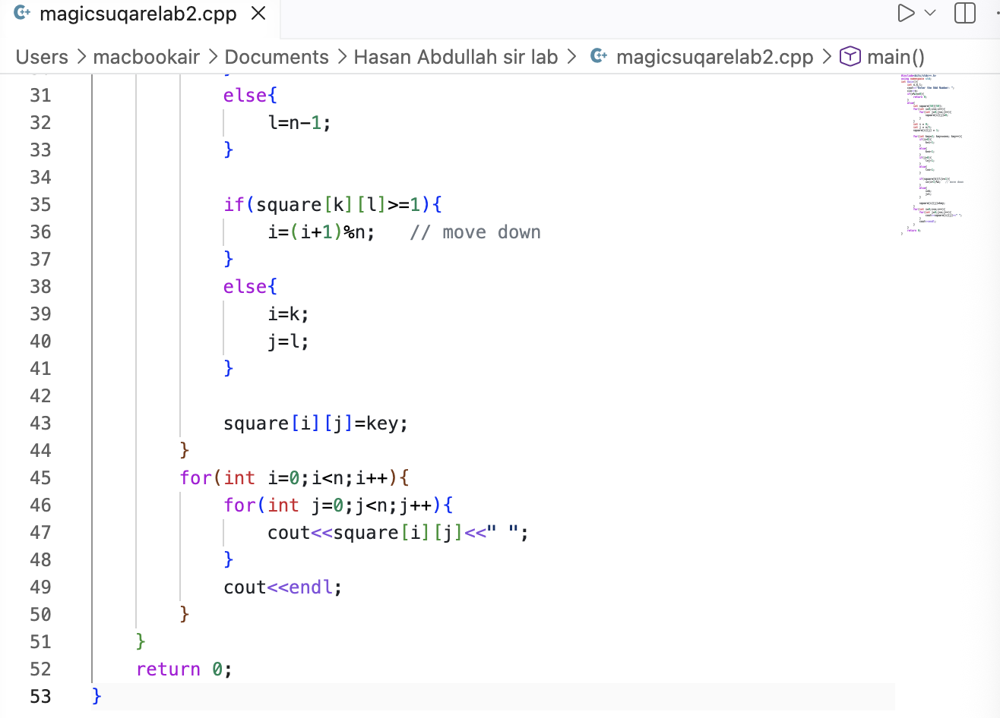 magicsuqarelab2.cpp
Users > macbookair > Documents > Hasan Abdullah sir lab > magicsuqarelab2.cpp > main()
31 else{
32 l=n-1;
33 }
34
35 if(square[k][l]>=1){
36 i=(i+1)%n; // move down
37 }
38 else{
39 i=k;
40 j=l;
41 }
42
43 square[i][j]=key;
44 }
45 for(int i=0;i<n;i++){
46 for(int j=0;j<n;j++){
47 cout<<square[i][j]<<" ";
48 }
49 cout<<endl;
50 }
51 }
52 return 0;
53 }